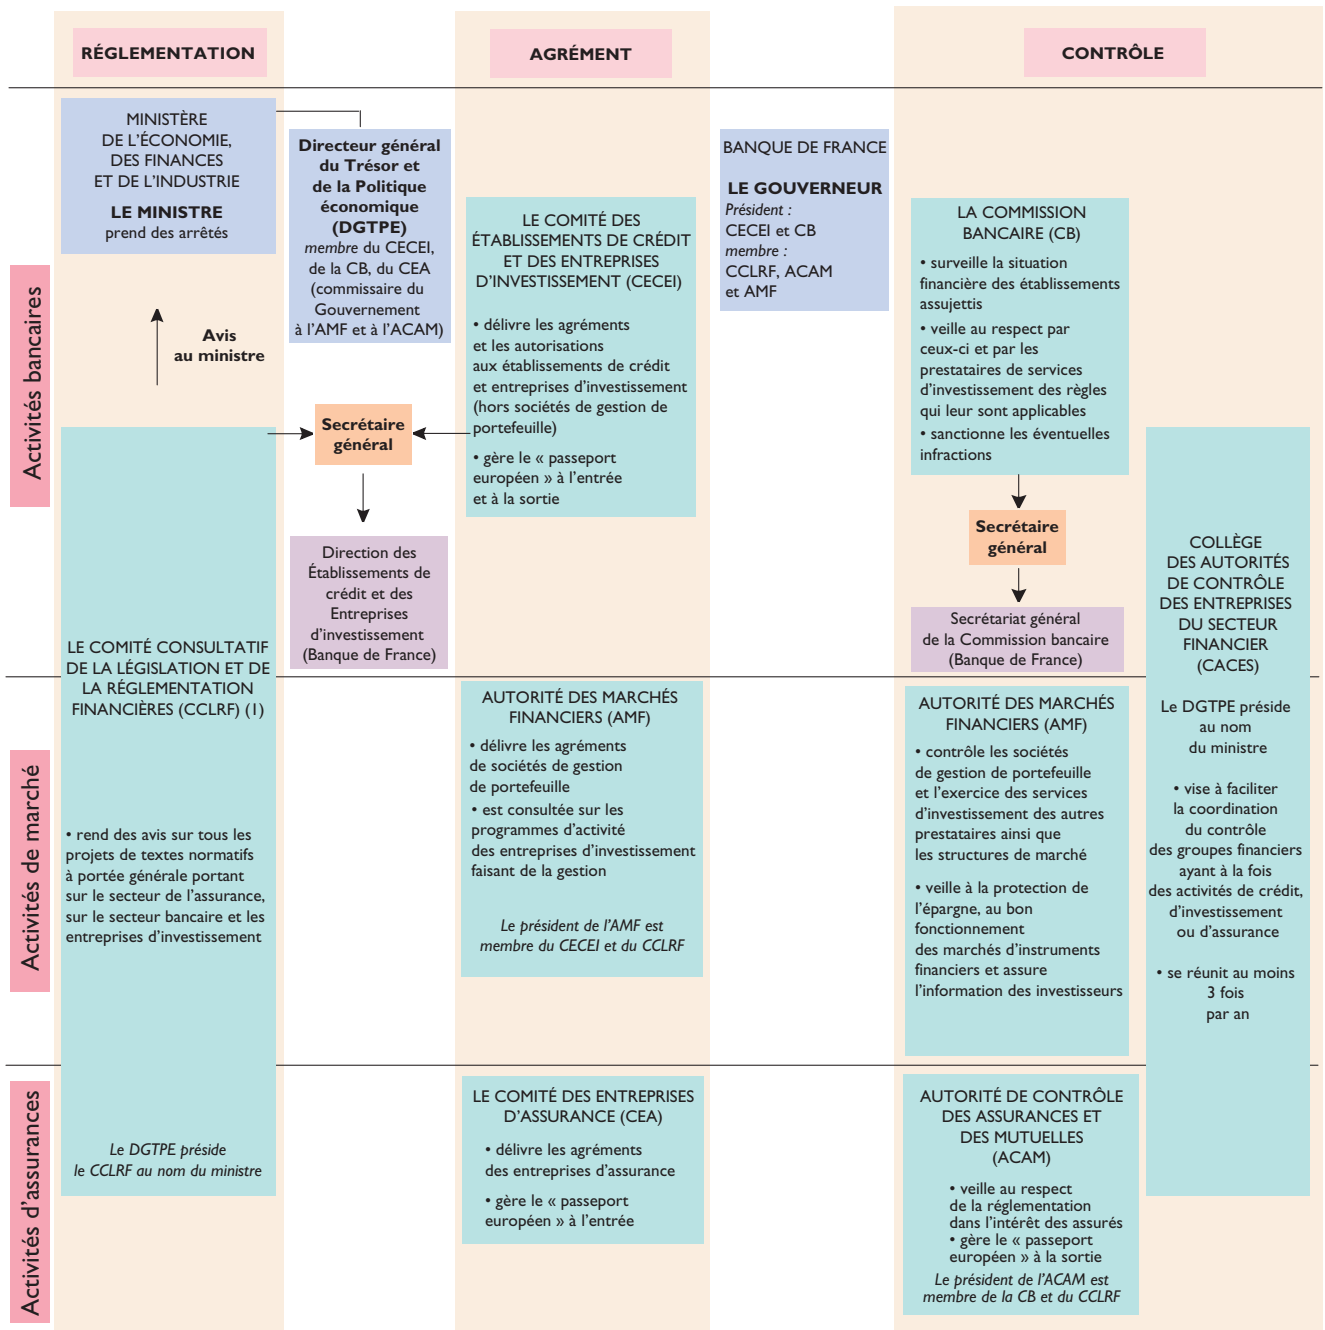 RÉGLEMENTATION
AGRÉMENT
CONTRÔLE
Activités bancaires
MINISTÈRE
DE L'ÉCONOMIE,
DES FINANCES
ET DE L'INDUSTRIE
LE MINISTRE
prend des arrêtés
Avis
au ministre
Directeur général
du Trésor et
de la Politique
économique
(DGTPE)
membre du CECEI,
de la CB, du CEA
(commissaire du
Gouvernement
à l'AMF et à l'ACAM)
Secrétaire
général
Direction des
Établissements de
crédit et des
Entreprises
d'investissement
(Banque de France)
LE COMITÉ DES
ÉTABLISSEMENTS DE CRÉDIT
ET DES ENTREPRISES
D'INVESTISSEMENT (CECEI)
• délivre les agréments
et les autorisations
aux établissements de crédit
et entreprises d'investissement
(hors sociétés de gestion de
portefeuille)
• gère le « passeport
européen » à l'entrée
et à la sortie
BANQUE DE FRANCE
LE GOUVERNEUR
Président :
CECEI et CB
membre :
CCLRF, ACAM
et AMF
LA COMMISSION
BANCAIRE (CB)
• surveille la situation
financière des établissements
assujettis
• veille au respect par
ceux-ci et par les
prestataires de services
d'investissement des règles
qui leur sont applicables
• sanctionne les éventuelles
infractions
Secrétaire
général
Secrétariat général
de la Commission bancaire
(Banque de France)
COLLÈGE
DES AUTORITÉS
DE CONTRÔLE
DES ENTREPRISES
DU SECTEUR
FINANCIER
(CACES)
Le DGTPE préside
au nom
du ministre
• vise à faciliter
la coordination
du contrôle
des groupes financiers
ayant à la fois
des activités de crédit,
d'investissement
ou d'assurance
• se réunit au moins
3 fois
par an
LE COMITÉ CONSULTATIF
DE LA LÉGISLATION ET DE
LA RÉGLEMENTATION
FINANCIÈRES (CCLRF) (1)
• rend des avis sur tous les
projets de textes normatifs
à portée générale portant
sur le secteur de l'assurance,
sur le secteur bancaire et les
entreprises d'investissement
Le DGTPE préside
le CCLRF au nom du ministre
Activités de marché
AUTORITÉ DES MARCHÉS
FINANCIERS (AMF)
• délivre les agréments
de sociétés de gestion
de portefeuille
• est consultée sur les
programmes d'activité
des entreprises d'investissement
faisant de la gestion
Le président de l'AMF est
membre du CECEI et du CCLRF
AUTORITÉ DES MARCHÉS
FINANCIERS (AMF)
• contrôle les sociétés
de gestion de portefeuille
et l'exercice des services
d'investissement des autres
prestataires ainsi que
les structures de marché
• veille à la protection de
l'épargne, au bon
fonctionnement
des marchés d'instruments
financiers et assure
l'information des investisseurs
Activités d'assurances
LE COMITÉ DES ENTREPRISES
D'ASSURANCE (CEA)
• délivre les agréments
des entreprises d'assurance
• gère le « passeport
européen » à l'entrée
AUTORITÉ DE CONTRÔLE
DES ASSURANCES ET
DES MUTUELLES
(ACAM)
• veille au respect
de la réglementation
dans l'intérêt des assurés
• gère le « passeport
européen » à la sortie
Le président de l'ACAM est
membre de la CB et du CCLRF